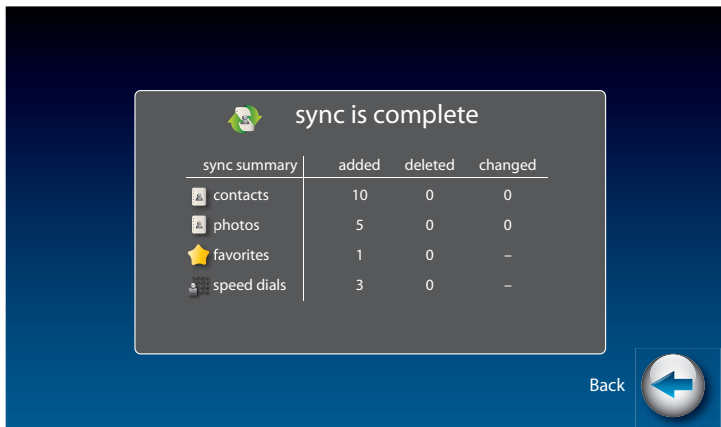 sync is complete
sync summary added deleted changed
contacts 10 0 0
photos 5 0 0
favorites 1 0 –
speed dials 3 0 –
Back